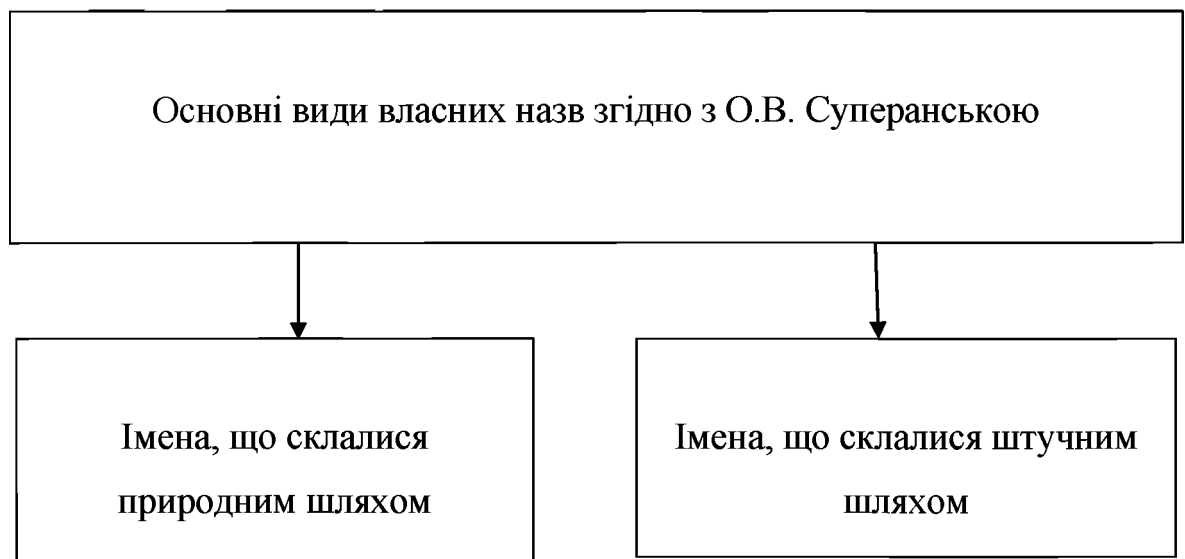 Основні види власних назв згідно з О.В. Суперанською
Імена, що склалися
природним шляхом
Імена, що склалися штучним
шляхом